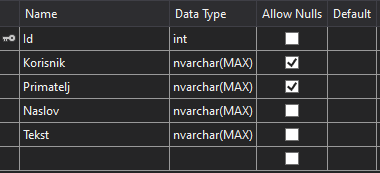 Name Data Type Allow Nulls Default
Id int
Korisnik nvarchar(MAX)
Primatelj nvarchar(MAX)
Naslov nvarchar(MAX)
Tekst nvarchar(MAX)